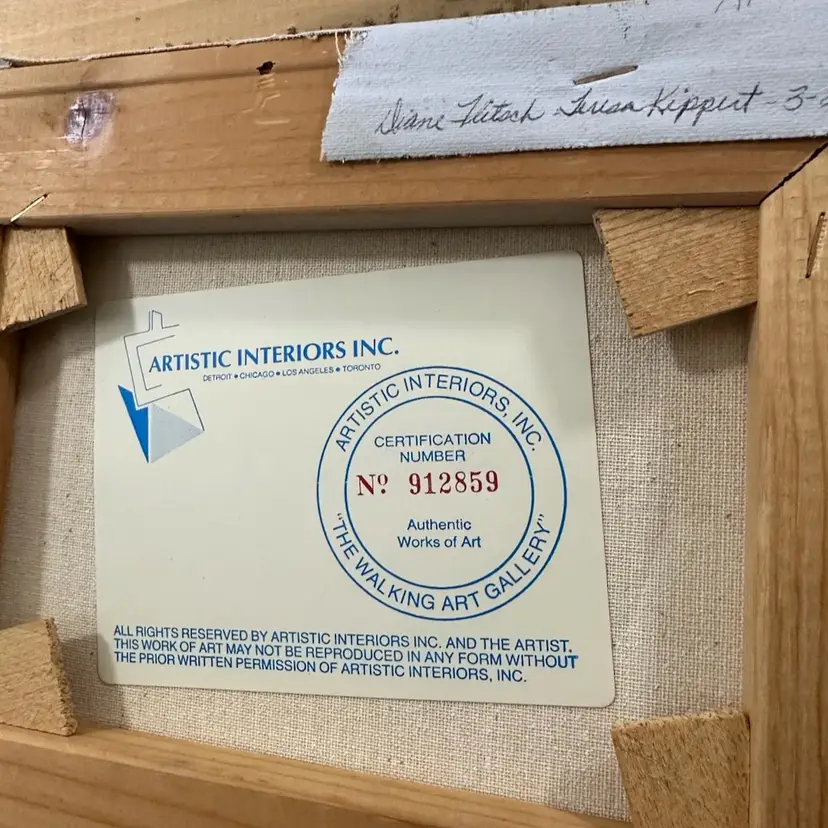 Diane Teresa Kippert - 3-
ARTISTIC INTERIORS INC.
DETROIT • CHICAGO • LOS ANGELES • TORONTO
ARTISTIC INTERIORS, INC.
CERTIFICATION
NUMBER
Nº 912859
Authentic
Works of Art
"THE WALKING ART GALLERY"
ALL RIGHTS RESERVED BY ARTISTIC INTERIORS INC. AND THE ARTIST.
THIS WORK OF ART MAY NOT BE REPRODUCED IN ANY FORM WITHOUT
THE PRIOR WRITTEN PERMISSION OF ARTISTIC INTERIORS, INC.